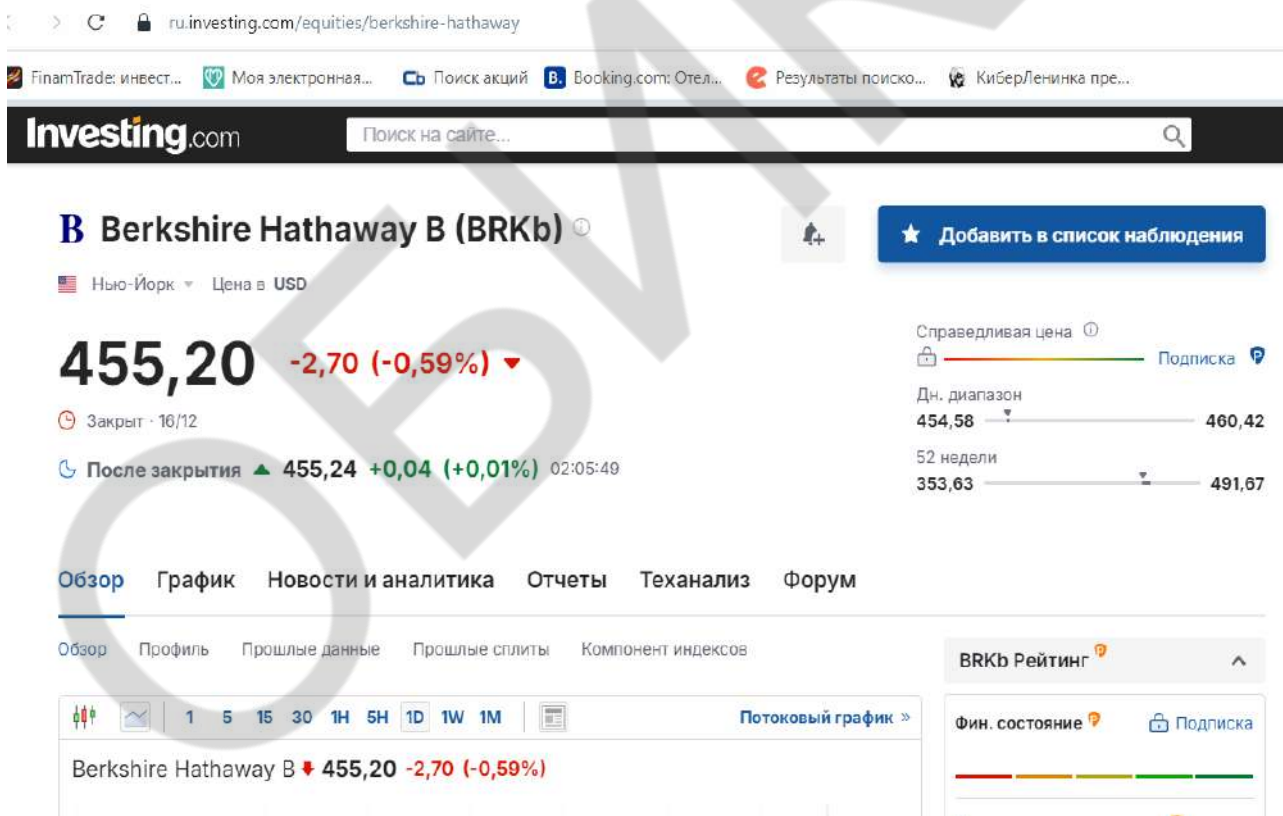 ru.investing.com/equities/berkshire-hathaway
FinamTrade: инвест... Моя электронная... Cb Поиск акций B. Booking.com: Отел... Результаты поиско... КиберЛенинка пре...
Investing.com Поиск на сайте...
B Berkshire Hathaway B (BRKb)
Добавить в список наблюдения
Нью-Йорк Цена в USD
455,20 -2,70 (-0,59%)
Закрыт · 16/12
После закрытия 455,24 +0,04 (+0,01%) 02:05:49
Справедливая цена
Подписка
Дн. диапазон
454,58 460,42
52 недели
353,63 491,67
Обзор График Новости и аналитика Отчеты Теханализ Форум
Обзор Профиль Прошлые данные Прошлые сплиты Компонент индексов
BRKb Рейтинг
1 5 15 30 1H 5H 1D 1W 1M Потоковый график »
Фин. состояние Подписка
Berkshire Hathaway B 455,20 -2,70 (-0,59%)